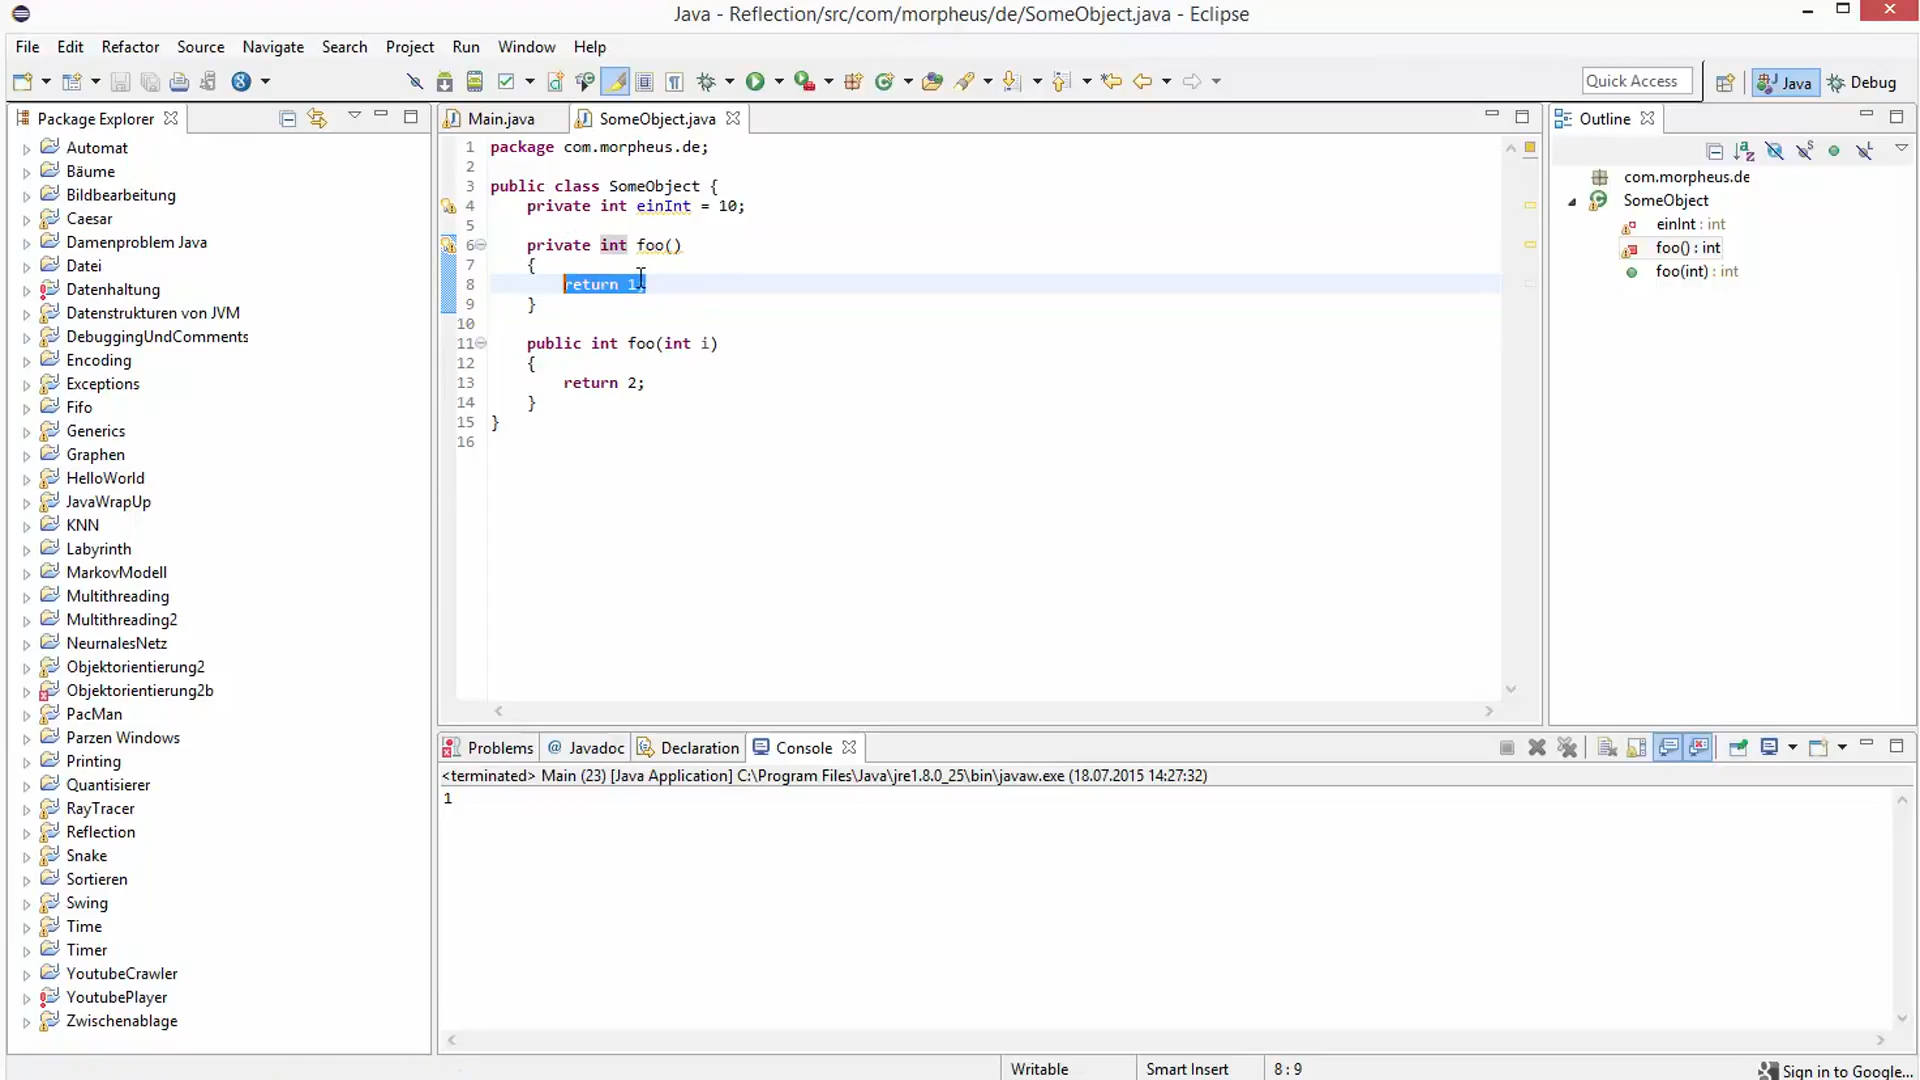 Java - Reflection/src/com/morpheus/de/SomeObject.java - Eclipse
File Edit Refactor Source Navigate Search Project Run Window Help
Quick Access Java Debug
Package Explorer
Automat
Bäume
Bildbearbeitung
Caesar
Damenproblem Java
Datei
Datenhaltung
Datenstrukturen von JVM
DebuggingUndComments
Encoding
Exceptions
Fifo
Generics
Graphen
HelloWorld
JavaWrapUp
KNN
Labyrinth
MarkovModell
Multithreading
Multithreading2
NeurnalesNetz
Objektorientierung2
Objektorientierung2b
PacMan
Parzen Windows
Printing
Quantisierer
RayTracer
Reflection
Snake
Sortieren
Swing
Time
Timer
YoutubeCrawler
YoutubePlayer
Zwischenablage
Main.java SomeObject.java
1 package com.morpheus.de;
2
3 public class SomeObject {
4 private int einInt = 10;
5
6 private int foo()
7 {
8 return 1;
9 }
10
11 public int foo(int i)
12 {
13 return 2;
14 }
15 }
16
Outline
com.morpheus.de
SomeObject
einInt : int
foo() : int
foo(int) : int
Problems @ Javadoc Declaration Console
<terminated> Main (23) [Java Application] C:\Program Files\Java\jre1.8.0_25\bin\javaw.exe (18.07.2015 14:27:32)
1
Writable Smart Insert 8 : 9 Sign in to Google...